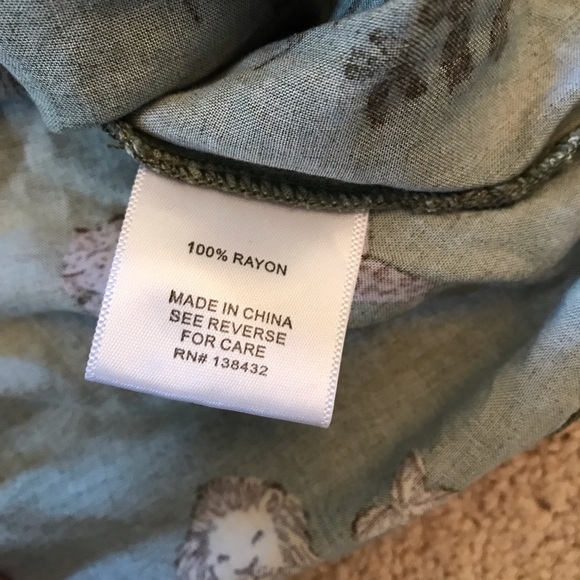 100% RAYON
MADE IN CHINA
SEE REVERSE
FOR CARE
RN# 138432